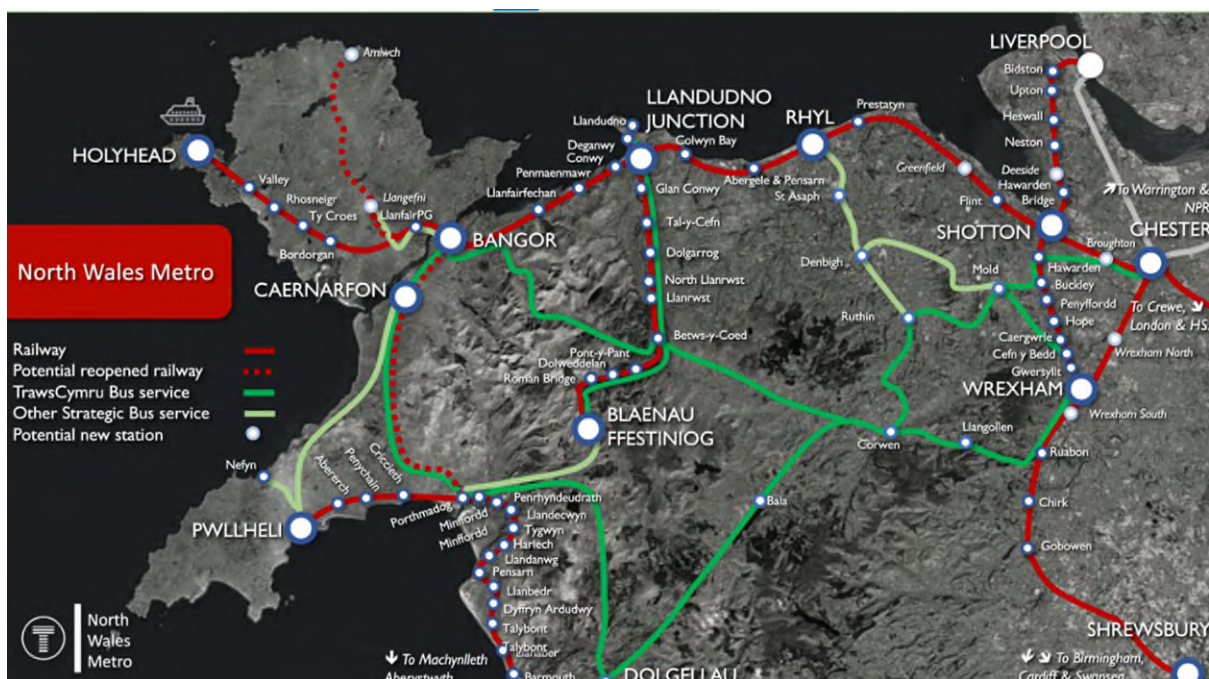 LIVERPOOL
Amlwch
Bidston
Upton
LLANDUDNO
JUNCTION
RHYL
Prestatyn
Heswall
Llandudno
Neston
HOLYHEAD
Deganwy
Conwy
Colwyn Bay
Greenfield
Deeside
Penmaenmawr
Abergele & Pensarn
Hawarden
Bridge
Valley
Llanfairfechan
Glan Conwy
St Asaph
Flint
To Warrington &
NPR
Rhosneigr
Llangefni
Ty Croes
LlanfairPG
Tal-y-Cefn
SHOTTON
CHESTER
Bordorgan
BANGOR
Broughton
Dolgarrog
Denbigh
Mold
Hawarden
North Wales Metro
CAERNARFON
North Llanrwst
Buckley
Llanrwst
Penyffordd
To Crewe,
London & HS
Ruthin
Hope
Betws-y-Coed
Caergwrle
Railway
Pont-y-Pant
Cefn y Bedd
Wrexham North
Potential reopened railway
Dolweddelan
Gwersyllt
TrawsCymru Bus service
Roman Bridge
WREXHAM
Other Strategic Bus service
BLAENAU
FFESTINIOG
Wrexham South
Potential new station
Llangollen
Corwen
Ruabon
Nefyn
Abererch
Penychain
Criccieth
Porthmadog
Minffordd
Minffordd
Penrhyndeudrath
Llandecwyn
Bala
Chirk
PWLLHELI
Tygwyn
Harlech
Gobowen
Llandanwg
Pensarn
Llanbedr
Dyffryn Ardudwy
North
Wales
Metro
Talybont
SHREWSBURY
Talybont
To Machynlleth
Aberystwyth
Llanaber
Barmouth
DOLGELLAU
To Birmingham,
Cardiff & Swansea